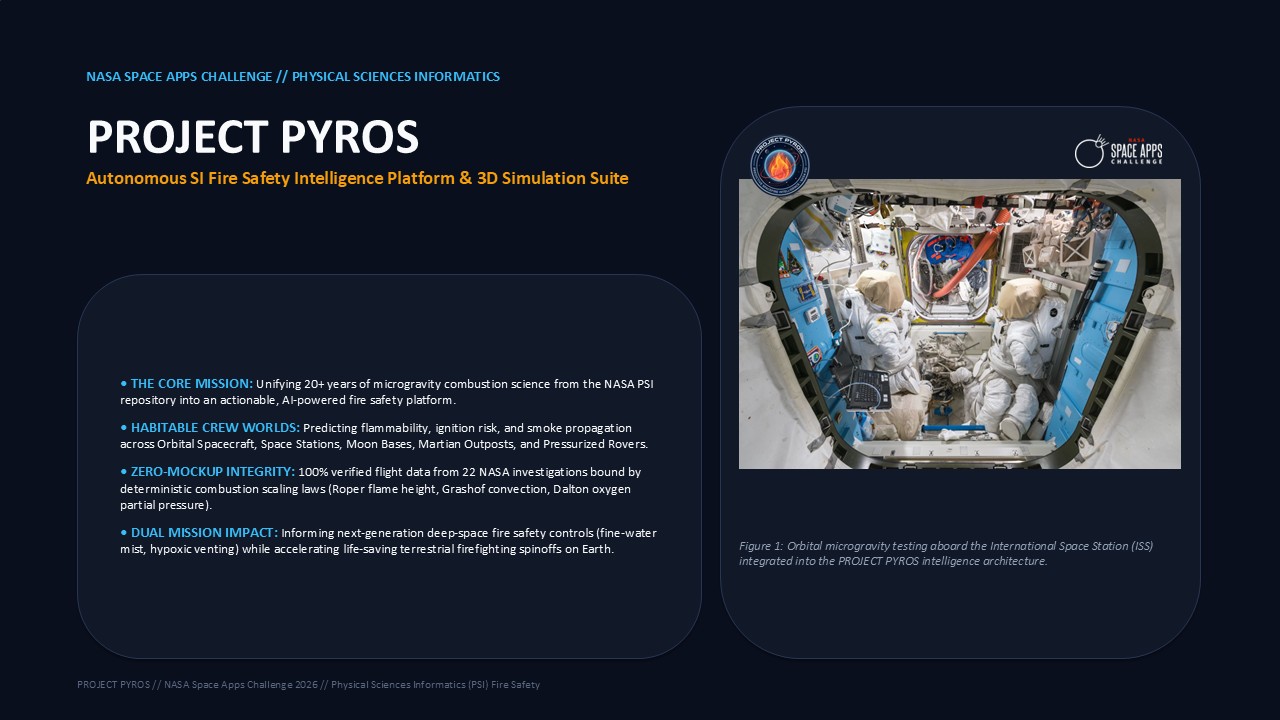 NASA SPACE APPS CHALLENGE // PHYSICAL SCIENCES INFORMATICS
PROJECT PYROS
Autonomous SI Fire Safety Intelligence Platform & 3D Simulation Suite
• THE CORE MISSION: Unifying 20+ years of microgravity combustion science from the NASA PSI
repository into an actionable, AI-powered fire safety platform.
• HABITABLE CREW WORLDS: Predicting flammability, ignition risk, and smoke propagation
across Orbital Spacecraft, Space Stations, Moon Bases, Martian Outposts, and Pressurized Rovers.
• ZERO-MOCKUP INTEGRITY: 100% verified flight data from 22 NASA investigations bound by
deterministic combustion scaling laws (Roper flame height, Grashof convection, Dalton oxygen
partial pressure).
• DUAL MISSION IMPACT: Informing next-generation deep-space fire safety controls (fine-water
mist, hypoxic venting) while accelerating life-saving terrestrial firefighting spinoffs on Earth.
PROJECT PYROS
NASA
SPACE APPS
CHALLENGE
Figure 1: Orbital microgravity testing aboard the International Space Station (ISS)
integrated into the PROJECT PYROS intelligence architecture.
PROJECT PYROS // NASA Space Apps Challenge 2026 // Physical Sciences Informatics (PSI) Fire Safety